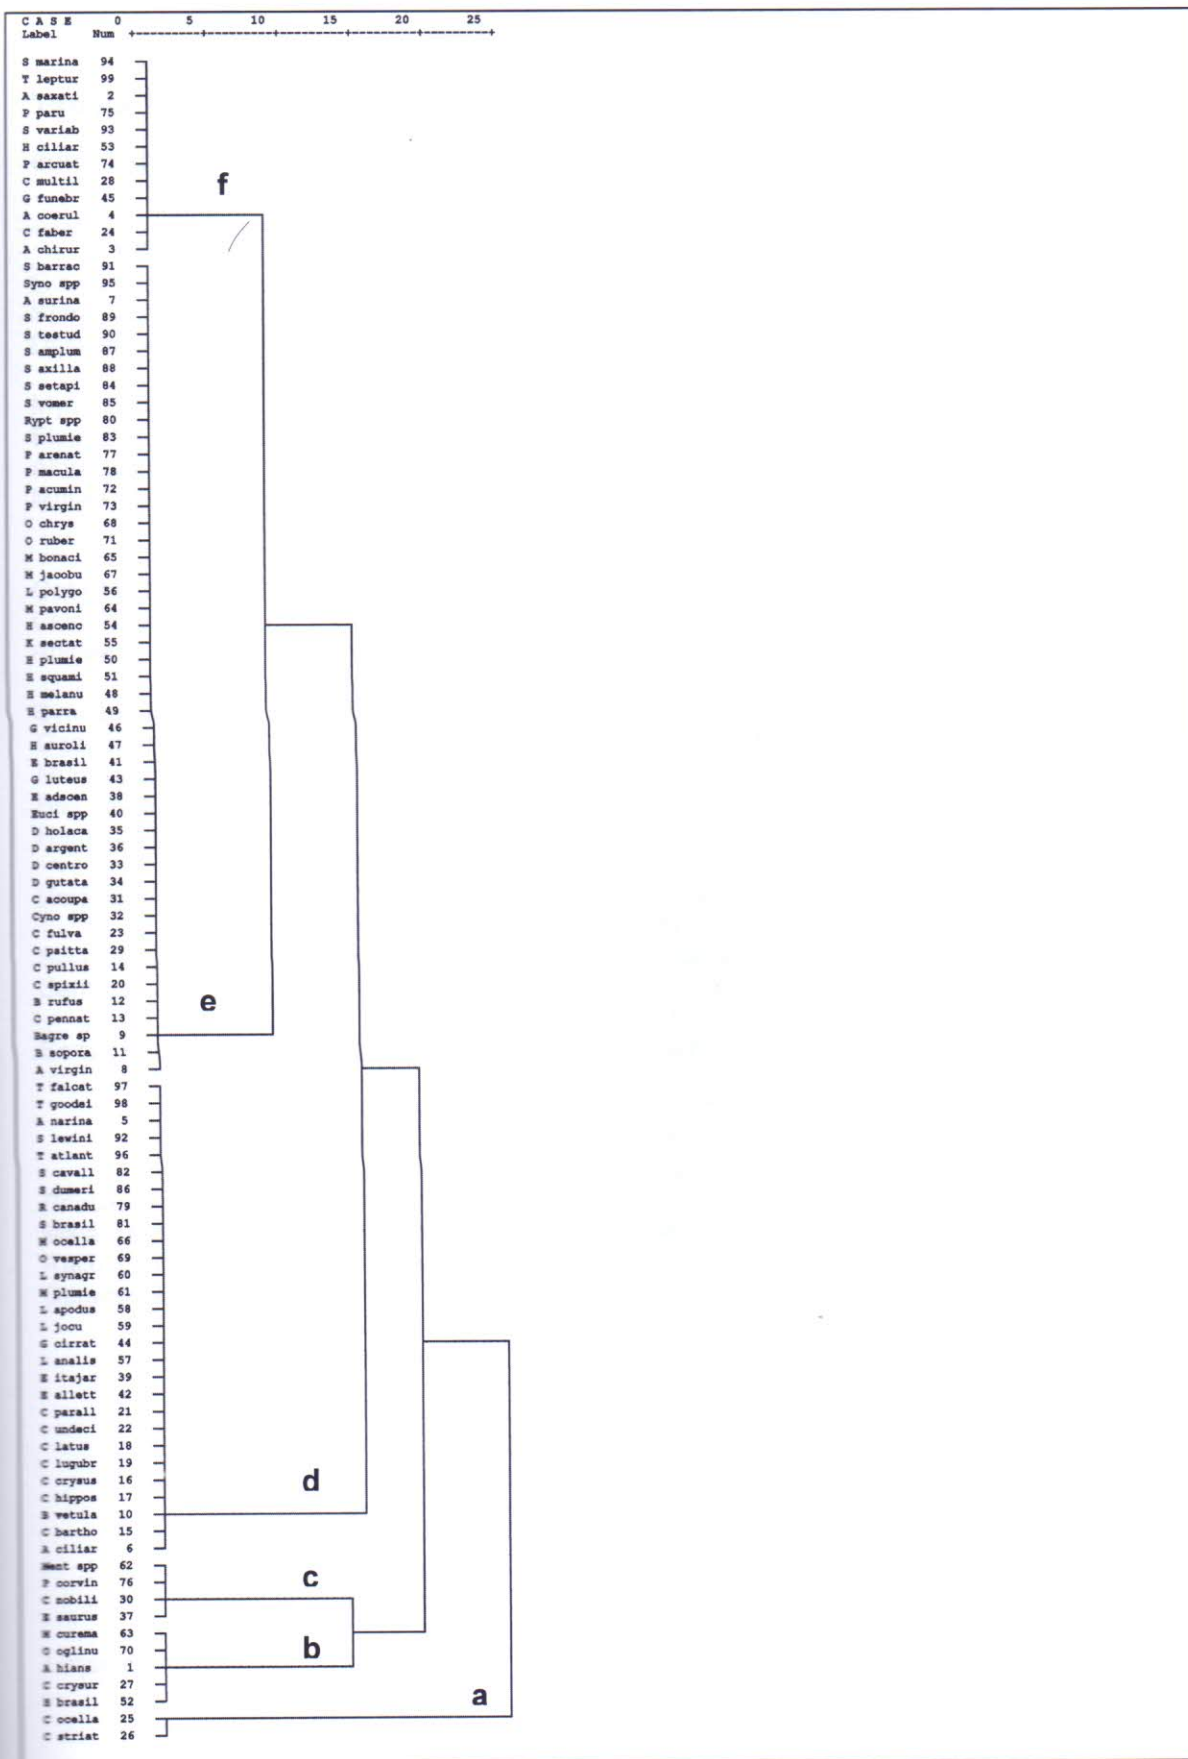 C A S E 0 5 10 15 20 25
Label Num +---------+---------+---------+---------+---------+
S marina 94
T leptur 99
A saxati 2
P paru 75
S variab 93
H ciliar 53
P arcuat 74
C multil 28
f
G funebr 45
A coerul 4
C faber 24
A chirur 3
S barrac 91
Syno spp 95
A surina 7
S frondo 89
S testud 90
S amplum 87
S axilla 88
S setapi 84
S vomer 85
Rypt spp 80
S plumie 83
P arenat 77
P macula 78
P acumin 72
P virgin 73
O chrys 68
O ruber 71
M bonaci 65
M jacobu 67
L polygo 56
M pavoni 64
H ascenc 54
K sectat 55
H plumie 50
H squami 51
H melanu 48
H parra 49
G vicinu 46
H auroli 47
E brasil 41
G luteus 43
E adscen 38
Euci spp 40
D holaca 35
D argent 36
D centro 33
D gutata 34
C acoupa 31
Cyno spp 32
C fulva 23
C psitta 29
C pullus 14
C spixii 20
B rufus 12
e
C pennat 13
Bagre sp 9
B sopora 11
A virgin 8
T falcat 97
T goodei 98
A narina 5
S lewini 92
T atlant 96
S cavall 82
S dumeri 86
R canadu 79
S brasil 81
M ocella 66
O vesper 69
L synagr 60
M plumie 61
L apodus 58
L jocu 59
G cirrat 44
L analis 57
E itajar 39
E allett 42
C parall 21
C undeci 22
C latus 18
C lugubr 19
C crysus 16
d
C hippos 17
B vetula 10
C bartho 15
A ciliar 6
Ment spp 62
c
P corvin 76
C nobili 30
E saurus 37
M curema 63
b
O oglinu 70
A hians 1
C crysur 27
H brasil 52
a
C ocella 25
C striat 26